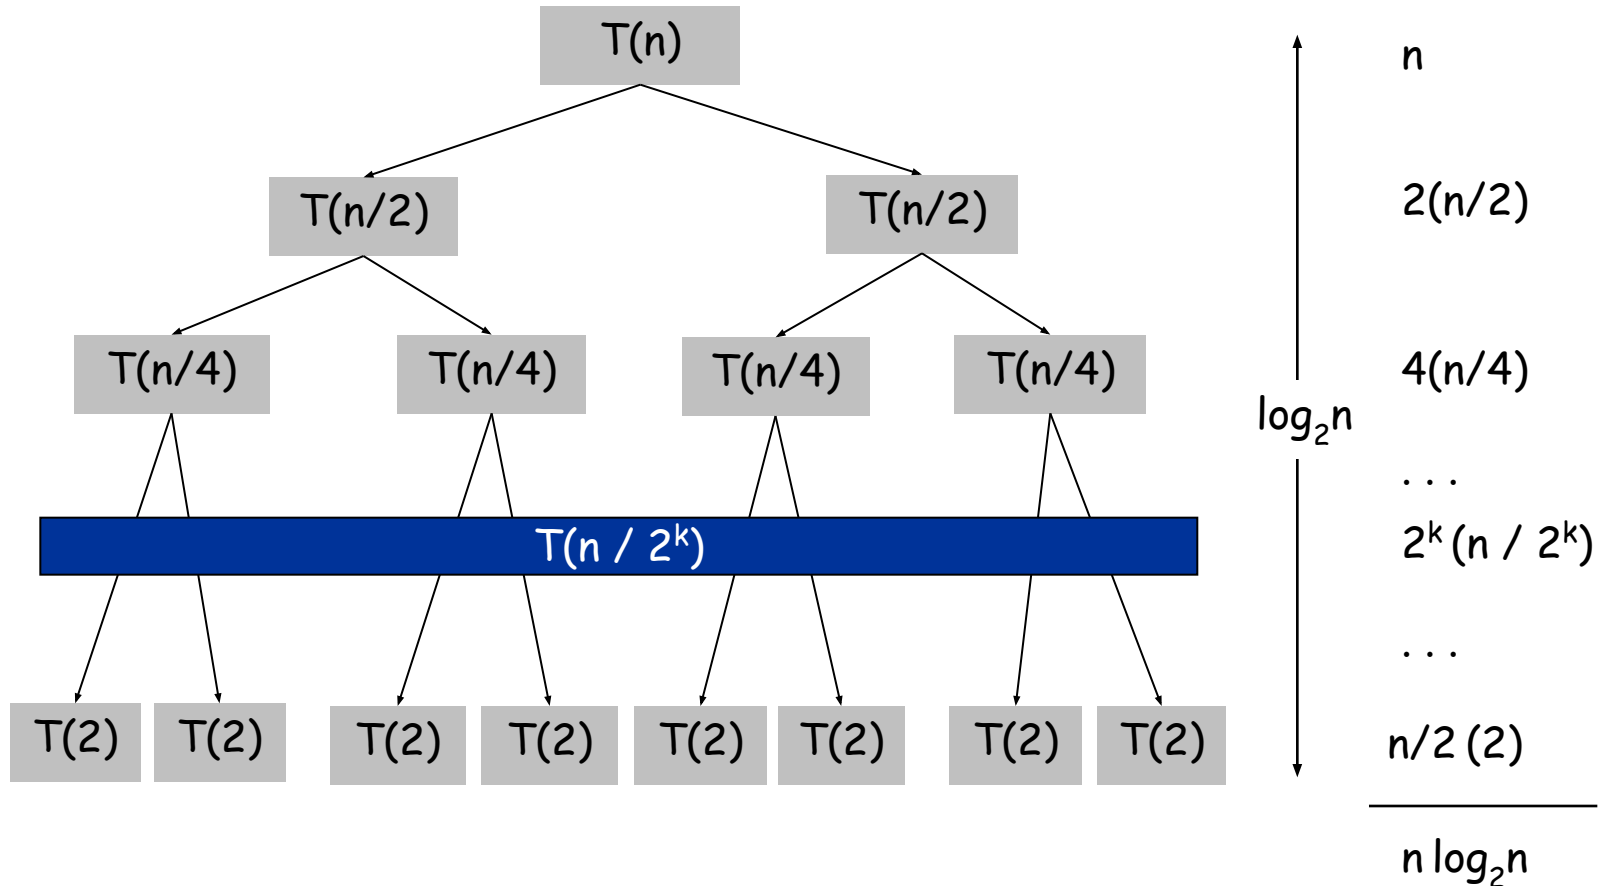 T(n) n
T(n/2) T(n/2) 2(n/2)
T(n/4) T(n/4) T(n/4) T(n/4) 4(n/4)
log₂n
. . .
T(n / 2ᵏ) 2ᵏ (n / 2ᵏ)
. . .
T(2) T(2) T(2) T(2) T(2) T(2) T(2) T(2) n/2 (2)
n log₂n